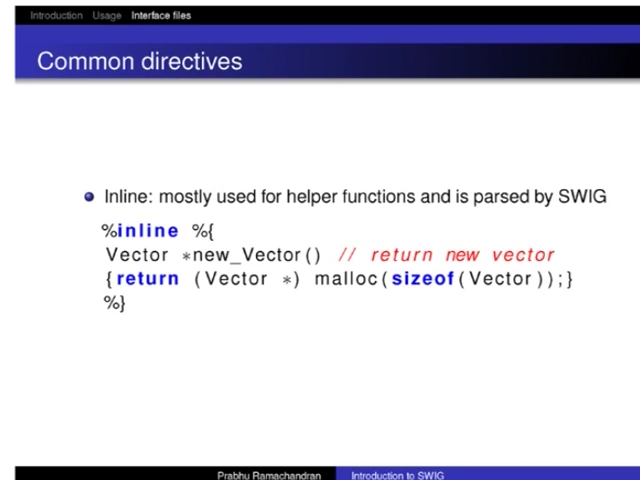 Introduction Usage Interface files
Common directives
Inline: mostly used for helper functions and is parsed by SWIG
%inline %{
Vector *new_Vector() // return new vector
{return (Vector *) malloc(sizeof(Vector));}
%}
Prabhu Ramachandran Introduction to SWIG